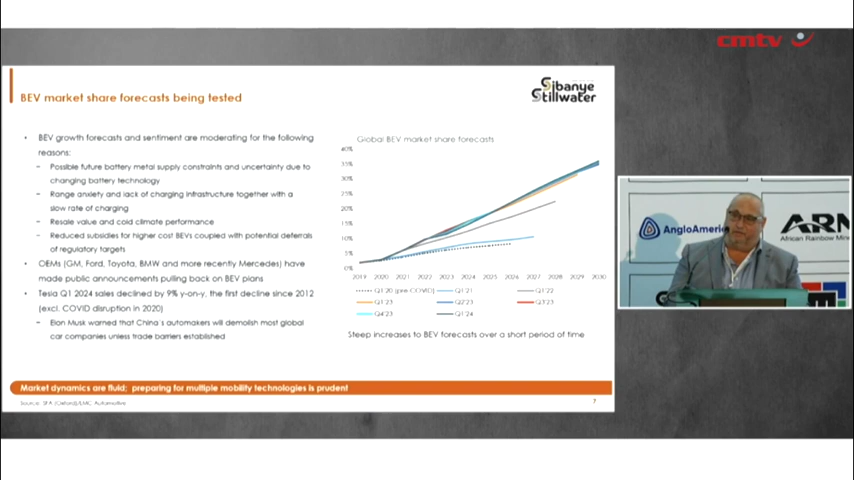 cmtv
BEV market share forecasts being tested
Sibanye
Stillwater
• BEV growth forecasts and sentiment are moderating for the following
reasons:
− Possible future battery metal supply constraints and uncertainty due to
changing battery technology
− Range anxiety and lack of charging infrastructure together with a
slow rate of charging
− Resale value and cold climate performance
− Reduced subsidies for higher cost BEVs coupled with potential deferrals
of regulatory targets
• OEMs (GM, Ford, Toyota, BMW and more recently Mercedes) have
made public announcements pulling back on BEV plans
• Tesla Q1 2024 sales declined by 9% y-on-y, the first decline since 2012
(excl. COVID disruption in 2020)
− Elon Musk warned that China's automakers will demolish most global
car companies unless trade barriers established
Global BEV market share forecasts
40%
35%
30%
25%
20%
15%
10%
5%
0%
2019 2020 2021 2022 2023 2024 2025 2026 2027 2028 2029 2030
Q1'20 (pre COVID) Q1'21 Q1'22
Q1'23 Q2'23 Q3'23
Q4'23 Q1'24
Steep increases to BEV forecasts over a short period of time
Market dynamics are fluid; preparing for multiple mobility technologies is prudent
Source: SFA (Oxford)/LMC Automotive
7
AngloAmeri
ARM
African Rainbow Min